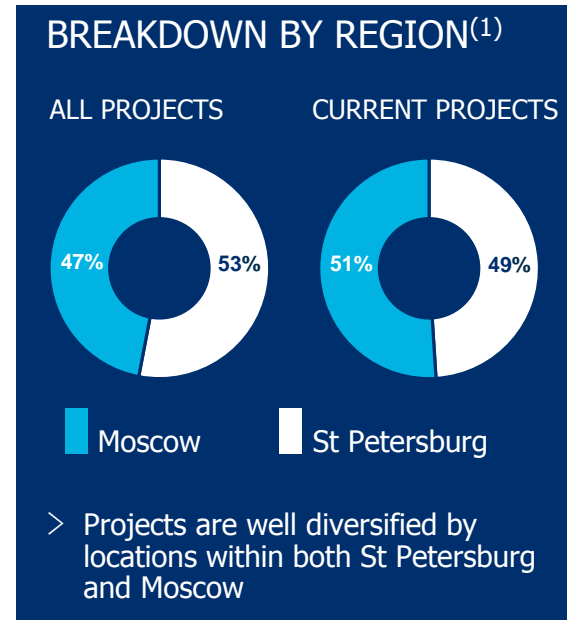 BREAKDOWN BY REGION(1)
ALL PROJECTS
CURRENT PROJECTS
47%
53%
51%
49%
Moscow
St Petersburg
> Projects are well diversified by
locations within both St Petersburg
and Moscow